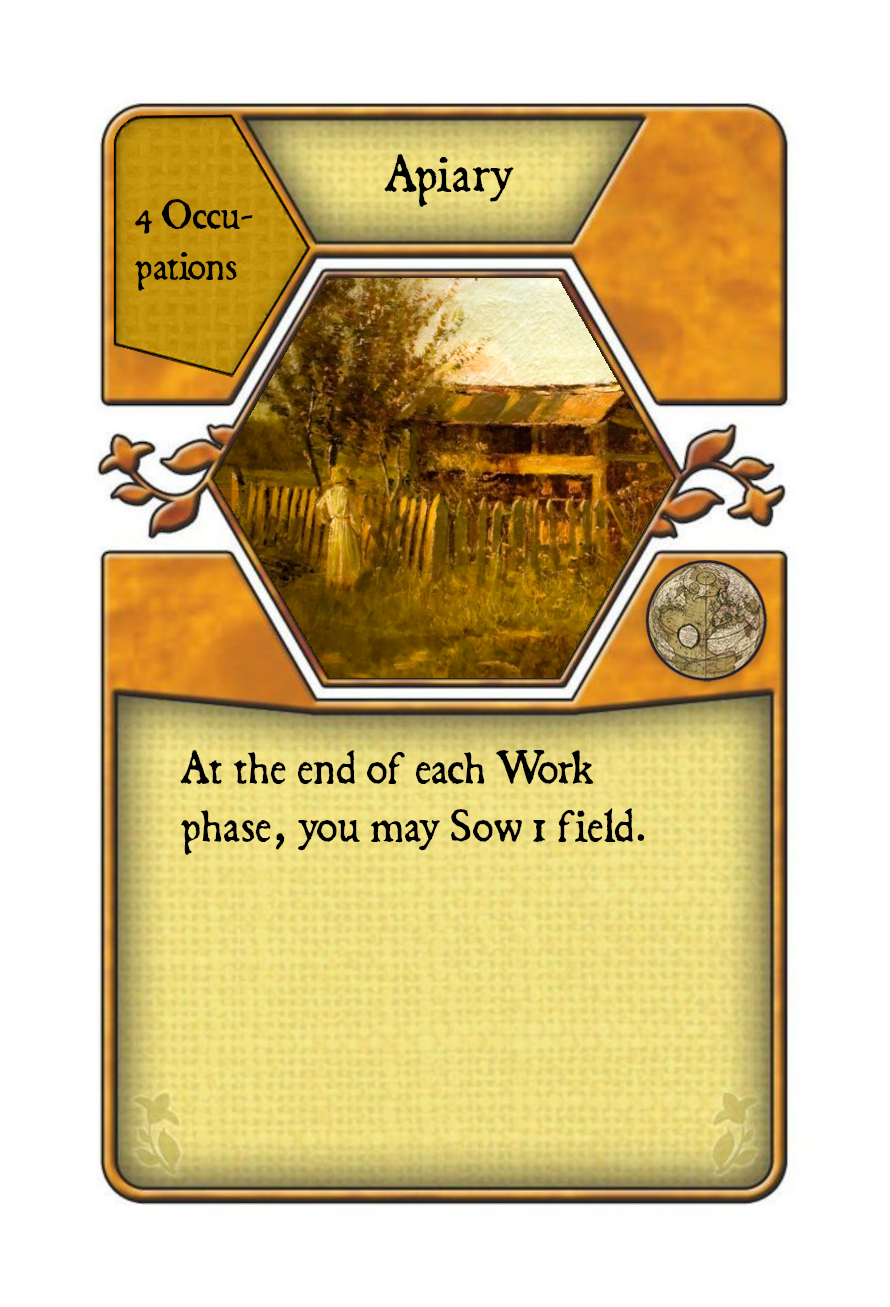 Apiary
4 Occu-
pations
At the end of each Work
phase, you may Sow 1 field.